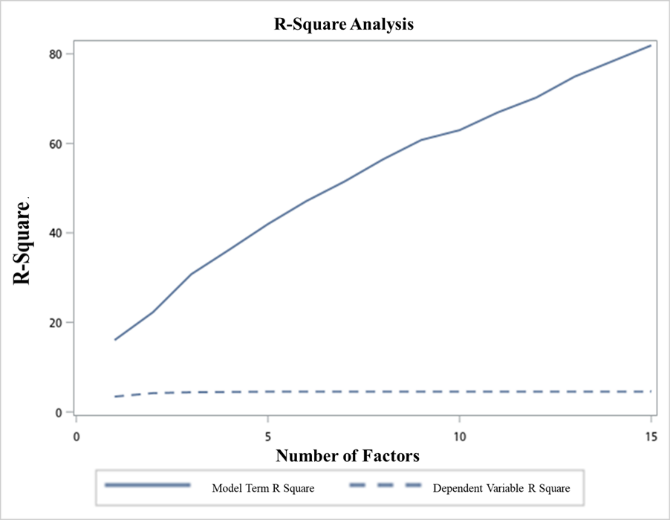 R-Square Analysis
80
60
40
20
0
R-Square.
0 5 10 15
Number of Factors
Model Term R Square Dependent Variable R Square